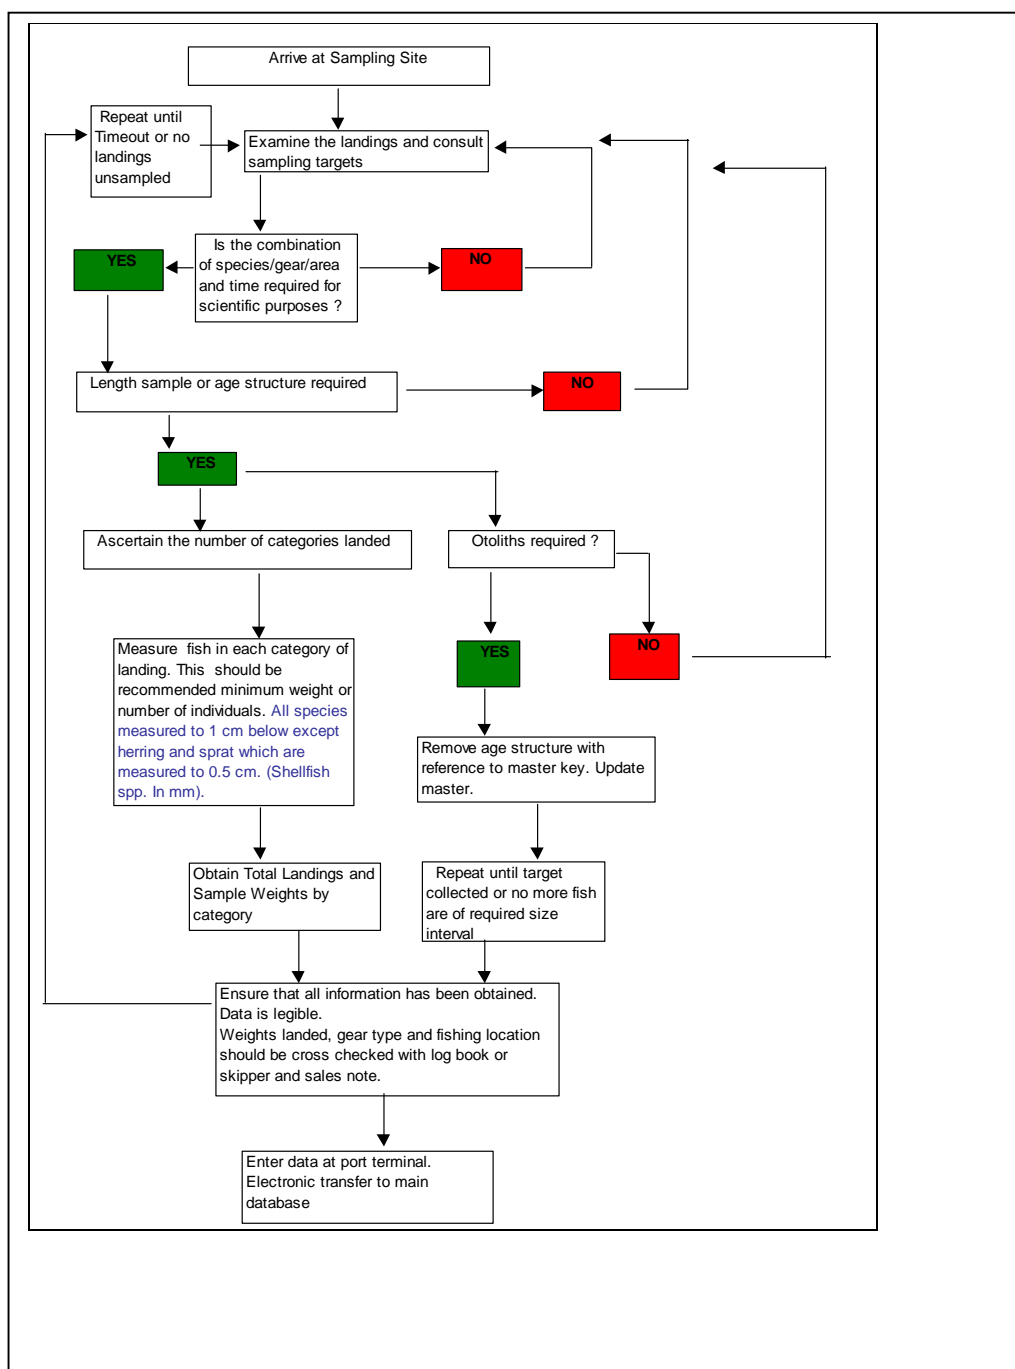 Arrive at Sampling Site
Repeat until
Timeout or no
landings
unsampled
Examine the landings and consult
sampling targets
Is the combination
of species/gear/area
and time required for
scientific purposes ?
YES
NO
Length sample or age structure required
NO
YES
Ascertain the number of categories landed
Otoliths required ?
Measure fish in each category of
landing. This should be
recommended minimum weight or
number of individuals. All species
measured to 1 cm below except
herring and sprat which are
measured to 0.5 cm. (Shellfish
spp. In mm).
YES
NO
Remove age structure with
reference to master key. Update
master.
Obtain Total Landings and
Sample Weights by
category
Repeat until target
collected or no more fish
are of required size
interval
Ensure that all information has been obtained.
Data is legible.
Weights landed, gear type and fishing location
should be cross checked with log book or
skipper and sales note.
Enter data at port terminal.
Electronic transfer to main
database